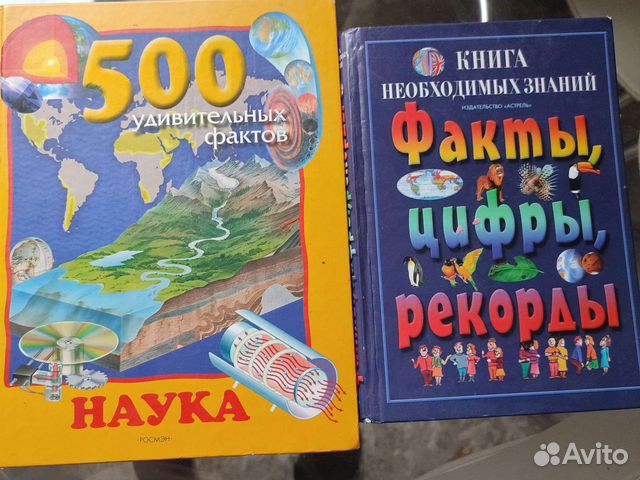 500
удивительных
фактов
НАУКА
·РОСМЭН·
КНИГА
НЕОБХОДИМЫХ ЗНАНИЙ
ИЗДАТЕЛЬСТВО «АСТРЕЛЬ»
Факты,
цифры,
рекорды
Avito